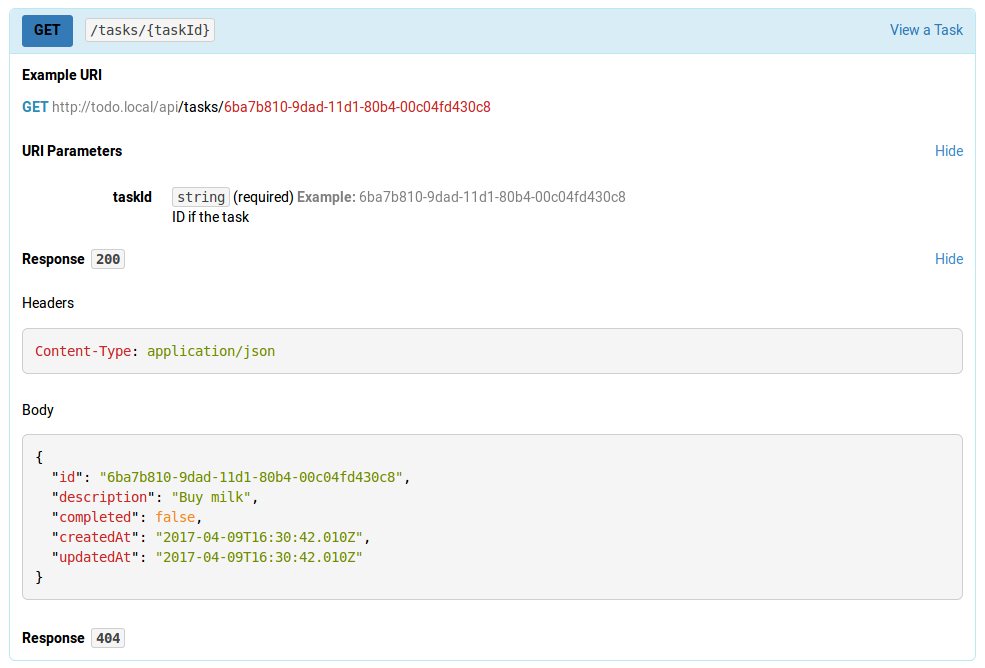 GET /tasks/{taskId} View a Task
Example URI
GET http://todo.local/api/tasks/6ba7b810-9dad-11d1-80b4-00c04fd430c8
URI Parameters Hide
taskId string (required) Example: 6ba7b810-9dad-11d1-80b4-00c04fd430c8
ID if the task
Response 200 Hide
Headers
Content-Type: application/json
Body
{
  "id": "6ba7b810-9dad-11d1-80b4-00c04fd430c8",
  "description": "Buy milk",
  "completed": false,
  "createdAt": "2017-04-09T16:30:42.010Z",
  "updatedAt": "2017-04-09T16:30:42.010Z"
}
Response 404